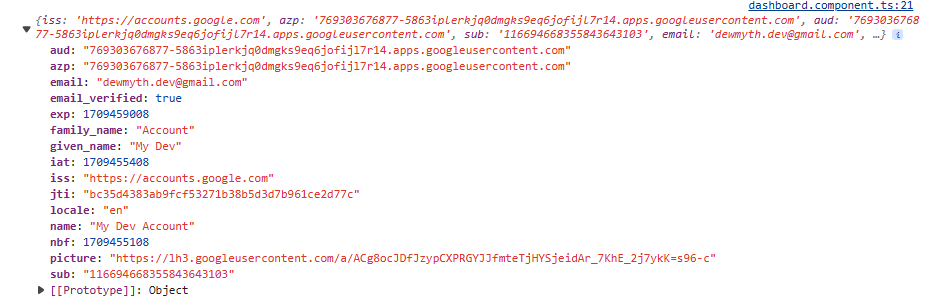 dashboard.component.ts:21
{iss: 'https://accounts.google.com', azp: '769303676877-5863iplerkjq0dmgks9eq6jofijl7r14.apps.googleusercontent.com', aud: '7693036768
77-5863iplerkjq0dmgks9eq6jofijl7r14.apps.googleusercontent.com', sub: '116694668355843643103', email: 'dewmyth.dev@gmail.com', …} i
aud: "769303676877-5863iplerkjq0dmgks9eq6jofijl7r14.apps.googleusercontent.com"
azp: "769303676877-5863iplerkjq0dmgks9eq6jofijl7r14.apps.googleusercontent.com"
email: "dewmyth.dev@gmail.com"
email_verified: true
exp: 1709459008
family_name: "Account"
given_name: "My Dev"
iat: 1709455408
iss: "https://accounts.google.com"
jti: "bc35d4383ab9fcf53271b38b5d3d7b961ce2d77c"
locale: "en"
name: "My Dev Account"
nbf: 1709455108
picture: "https://lh3.googleusercontent.com/a/ACg8ocJDfJzypCXPRGYJJfmteTjHYSjeidAr_7KhE_2j7ykK=s96-c"
sub: "116694668355843643103"
[[Prototype]]: Object